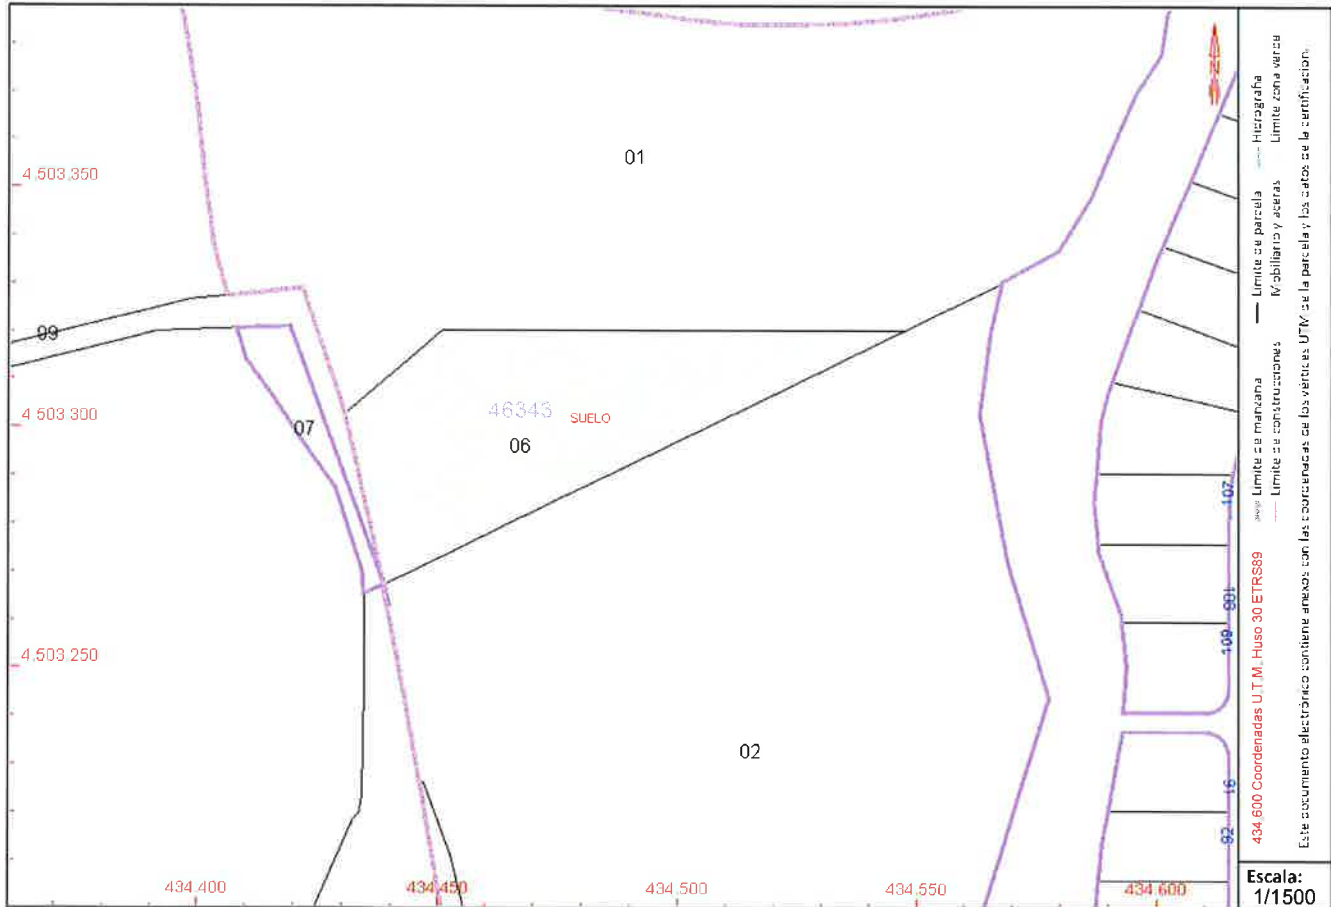 01
4.503.350
99
4.503.300
46343
SUELO
07
06
4.503.250
02
434.400
434.450
434.500
434.550
434.600
107
108
109
91
92
Hidrografía
Límite zona verde
Límite de parcela
Mobiliario y aceras
Límite de manzana
Límite de construcciones
434.600 Coordenadas U.T.M. Huso 30 ETRS89
Este documento electrónico contiene anexos con las coordenadas de los vértices UTM de la parcela y los datos de la certificación.
Escala:
1/1500